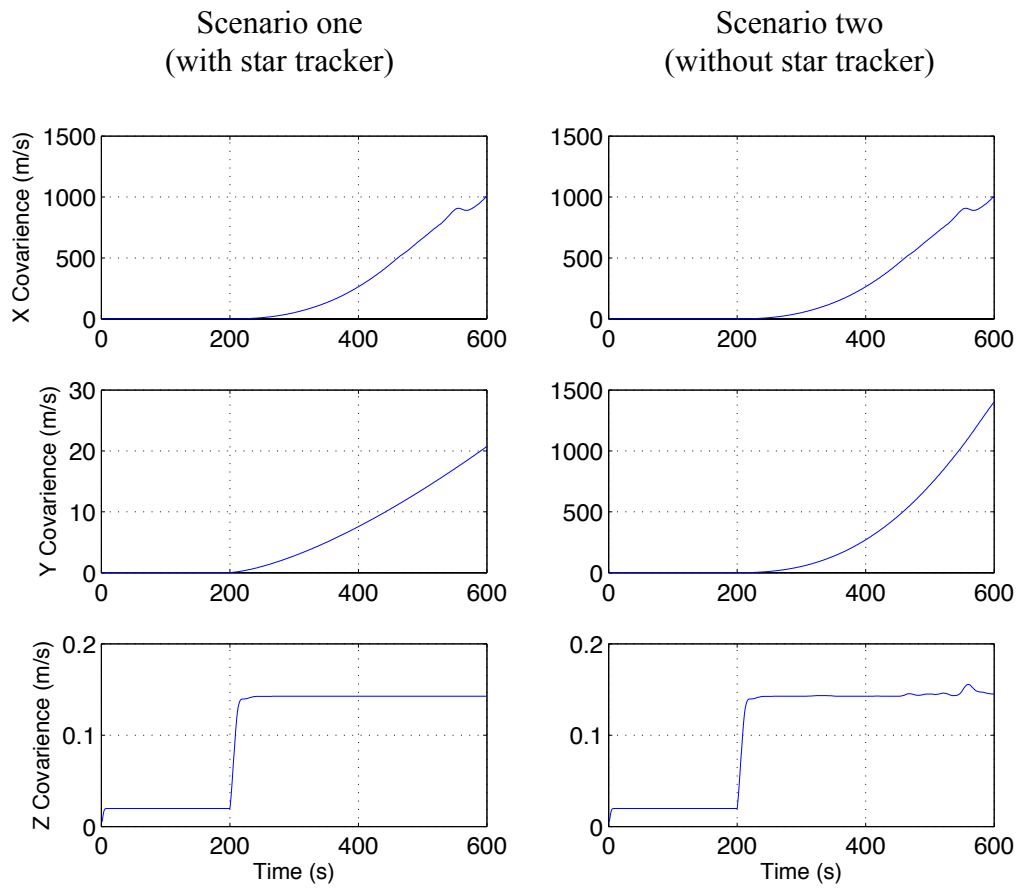 Scenario one
(with star tracker)
Scenario two
(without star tracker)
X Covarience (m/s)
1500
1000
500
0
0 200 400 600
1500
1000
500
0
0 200 400 600
Y Covarience (m/s)
30
20
10
0
0 200 400 600
1500
1000
500
0
0 200 400 600
Z Covarience (m/s)
0.2
0.1
0
0 200 400 600
Time (s)
0.2
0.1
0
0 200 400 600
Time (s)